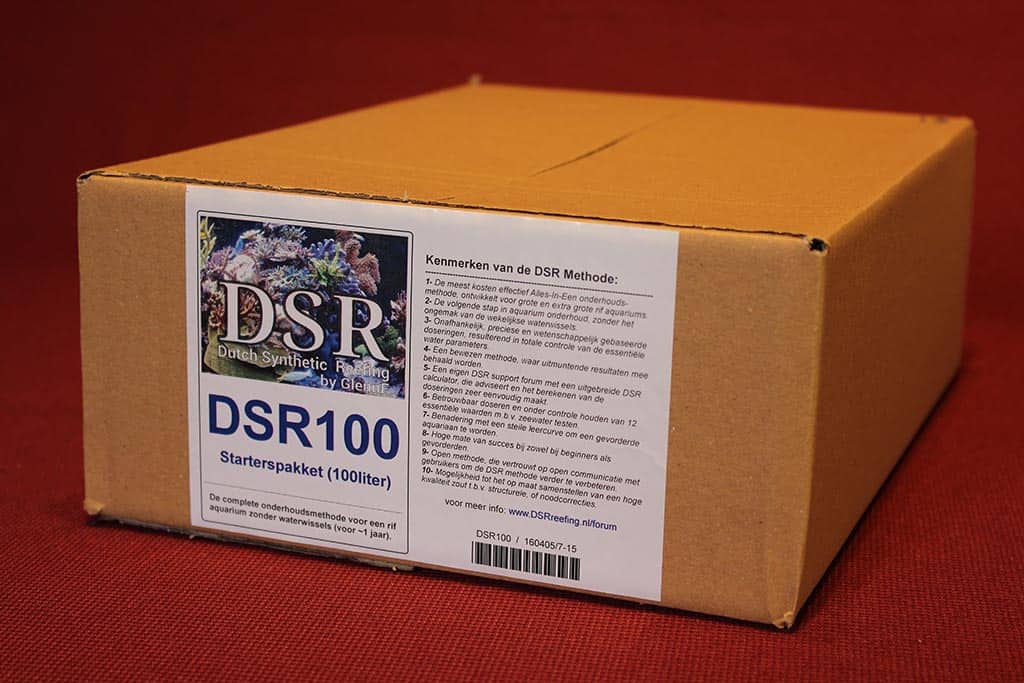 DSR
Dutch Synthetic Reefing
by GlennF
DSR100
Starterspakket (100liter)
De complete onderhoudsmethode voor een rif
aquarium zonder waterwissels (voor ~1 jaar).
Kenmerken van de DSR Methode:
1- De meest kosten effectief Alles-In-Een onderhouds-
methode, ontwikkelt voor grote en extra grote rif aquariums.
2- De volgende stap in aquarium onderhoud, zonder het
ongemak van de wekelijkse waterwissels.
3- Onafhankelijk, preciese en wetenschappelijk gebaseerde
doseringen, resulterend in totale controle van de essentiële
water parameters.
4- Een bewezen methode, waar uitmuntende resultaten mee
behaald worden.
5- Een eigen DSR support forum met een uitgebreide DSR
calculator, die adviseert en het berekenen van de
doseringen zeer eenvoudig maakt.
6- Betrouwbaar doseren en onder controle houden van 12
essentiële waarden m.b.v. zeewater testen.
7- Benadering met een steile leercurve om een gevorderde
aquariaan te worden.
8- Hoge mate van succes bij zowel bij beginners als
gevorderden.
9- Open methode, die vertrouwt op open communicatie met
gebruikers om de DSR methode verder te verbeteren.
10- Mogelijkheid tot het op maat samenstellen van een hoge
kwaliteit zout t.b.v. structurele, of noodcorrecties.
voor meer info: www.DSRreefing.nl/forum
DSR100 / 160405/7-15